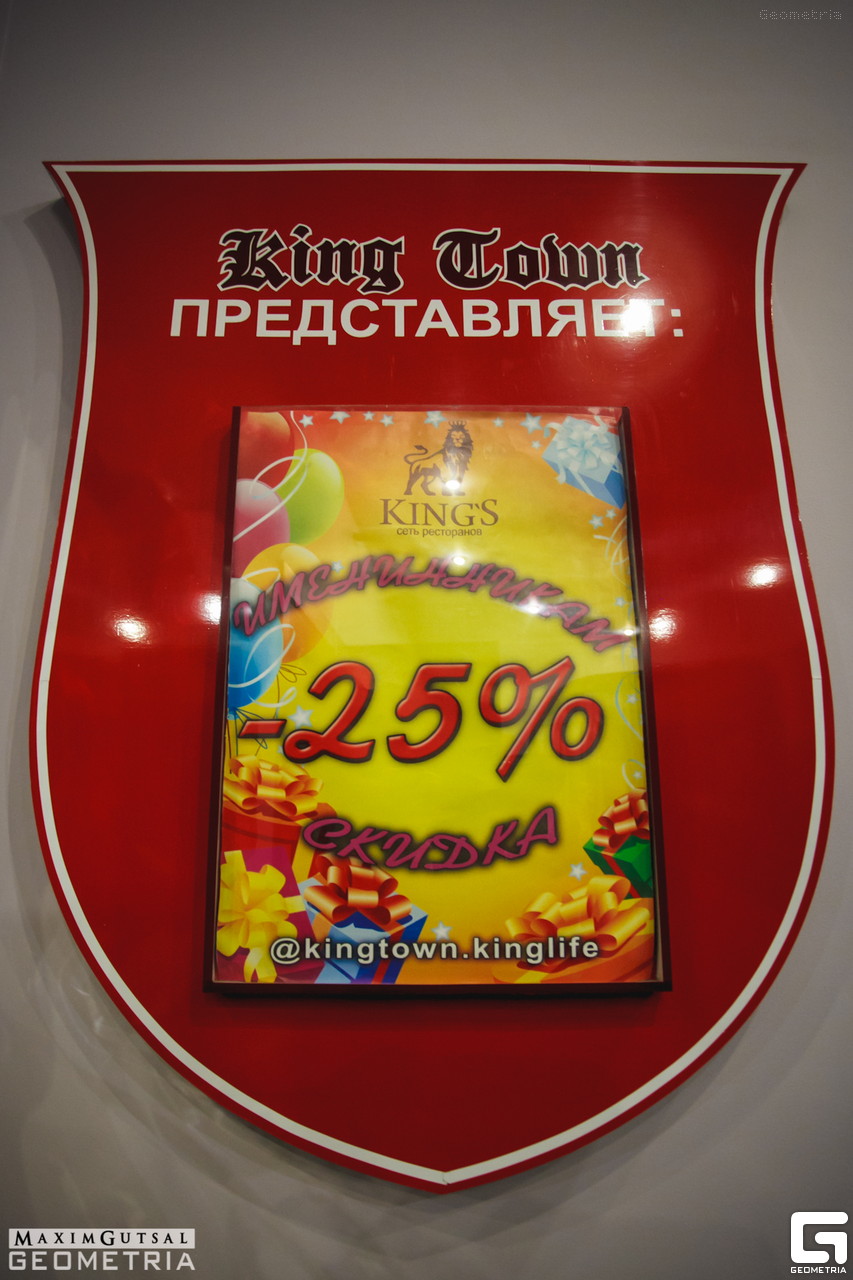 Geometria
King Town
ПРЕДСТАВЛЯЕТ:
KING'S
сеть ресторанов
ИМЕНИННИКАМ
-25%
СКИДКА
@kingtown.kinglife
MAXIMGUTSAL
GEOMETRIA
GEOMETRIA